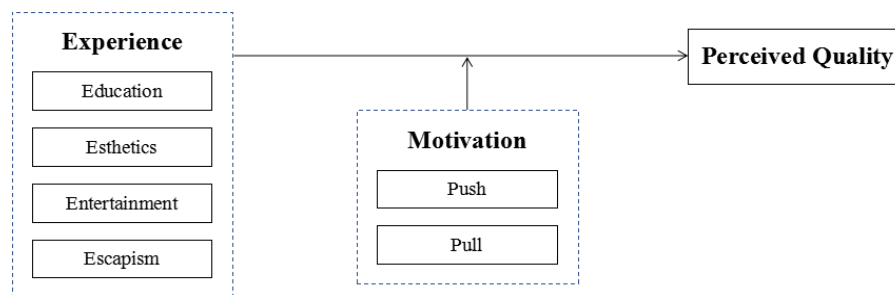 Experience
Education
Esthetics
Entertainment
Escapism
Motivation
Push
Pull
Perceived Quality